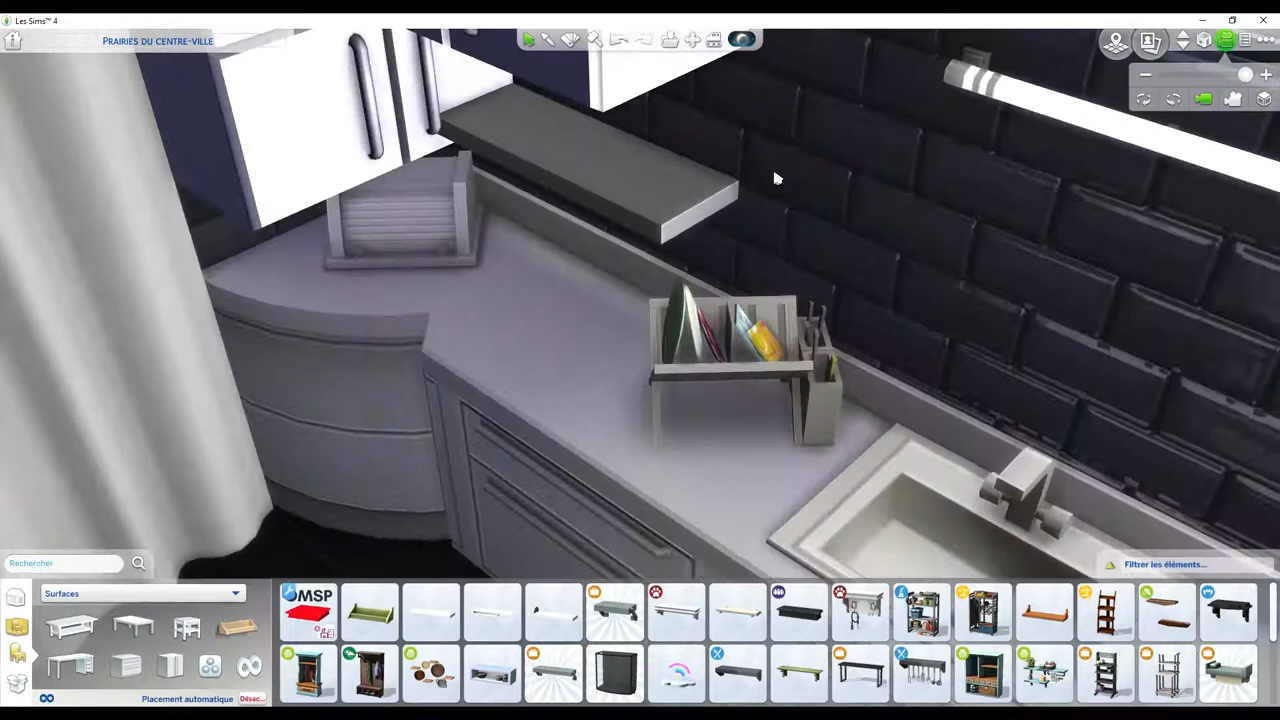 Les Sims™ 4
PRAIRIES DU CENTRE-VILLE
Rechercher
Filtrer les éléments...
Surfaces
MSP
Placement automatique
Désac...